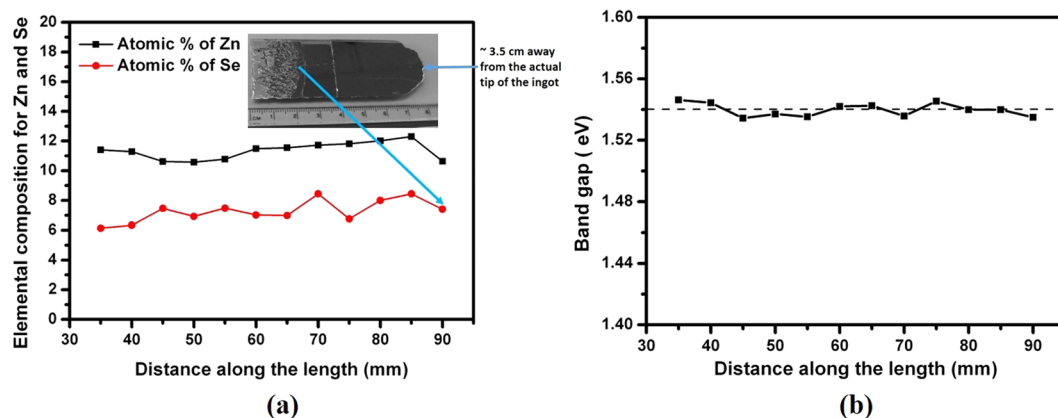 Elemental composition for Zn and Se
20
18
16
14
12
10
8
6
4
2
0
Atomic % of Zn
Atomic % of Se
~ 3.5 cm away
from the actual
tip of the ingot
30 40 50 60 70 80 90
Distance along the length (mm)
(a)
Band gap ( eV)
1.60
1.56
1.52
1.48
1.44
1.40
30 40 50 60 70 80 90
Distance along the length (mm)
(b)